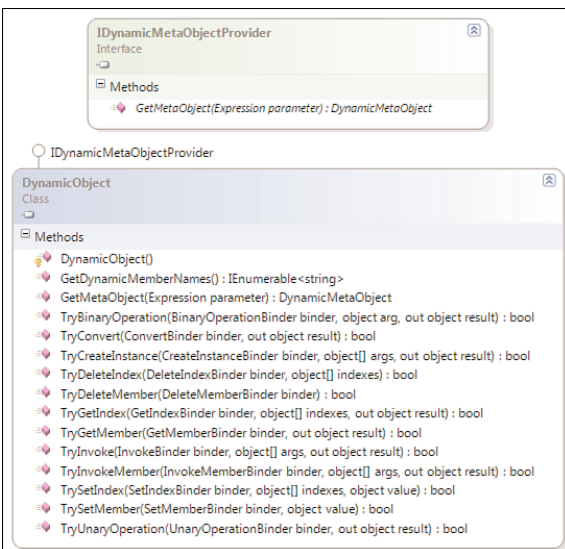 IDynamicMetaObjectProvider
Interface
Methods
GetMetaObject(Expression parameter) : DynamicMetaObject
IDynamicMetaObjectProvider
DynamicObject
Class
Methods
DynamicObject()
GetDynamicMemberNames() : IEnumerable<string>
GetMetaObject(Expression parameter) : DynamicMetaObject
TryBinaryOperation(BinaryOperationBinder binder, object arg, out object result) : bool
TryConvert(ConvertBinder binder, out object result) : bool
TryCreateInstance(CreateInstanceBinder binder, object[] args, out object result) : bool
TryDeleteIndex(DeleteIndexBinder binder, object[] indexes) : bool
TryDeleteMember(DeleteMemberBinder binder) : bool
TryGetIndex(GetIndexBinder binder, object[] indexes, out object result) : bool
TryGetMember(GetMemberBinder binder, out object result) : bool
TryInvoke(InvokeBinder binder, object[] args, out object result) : bool
TryInvokeMember(InvokeMemberBinder binder, object[] args, out object result) : bool
TrySetIndex(SetIndexBinder binder, object[] indexes, object value) : bool
TrySetMember(SetMemberBinder binder, object value) : bool
TryUnaryOperation(UnaryOperationBinder binder, out object result) : bool